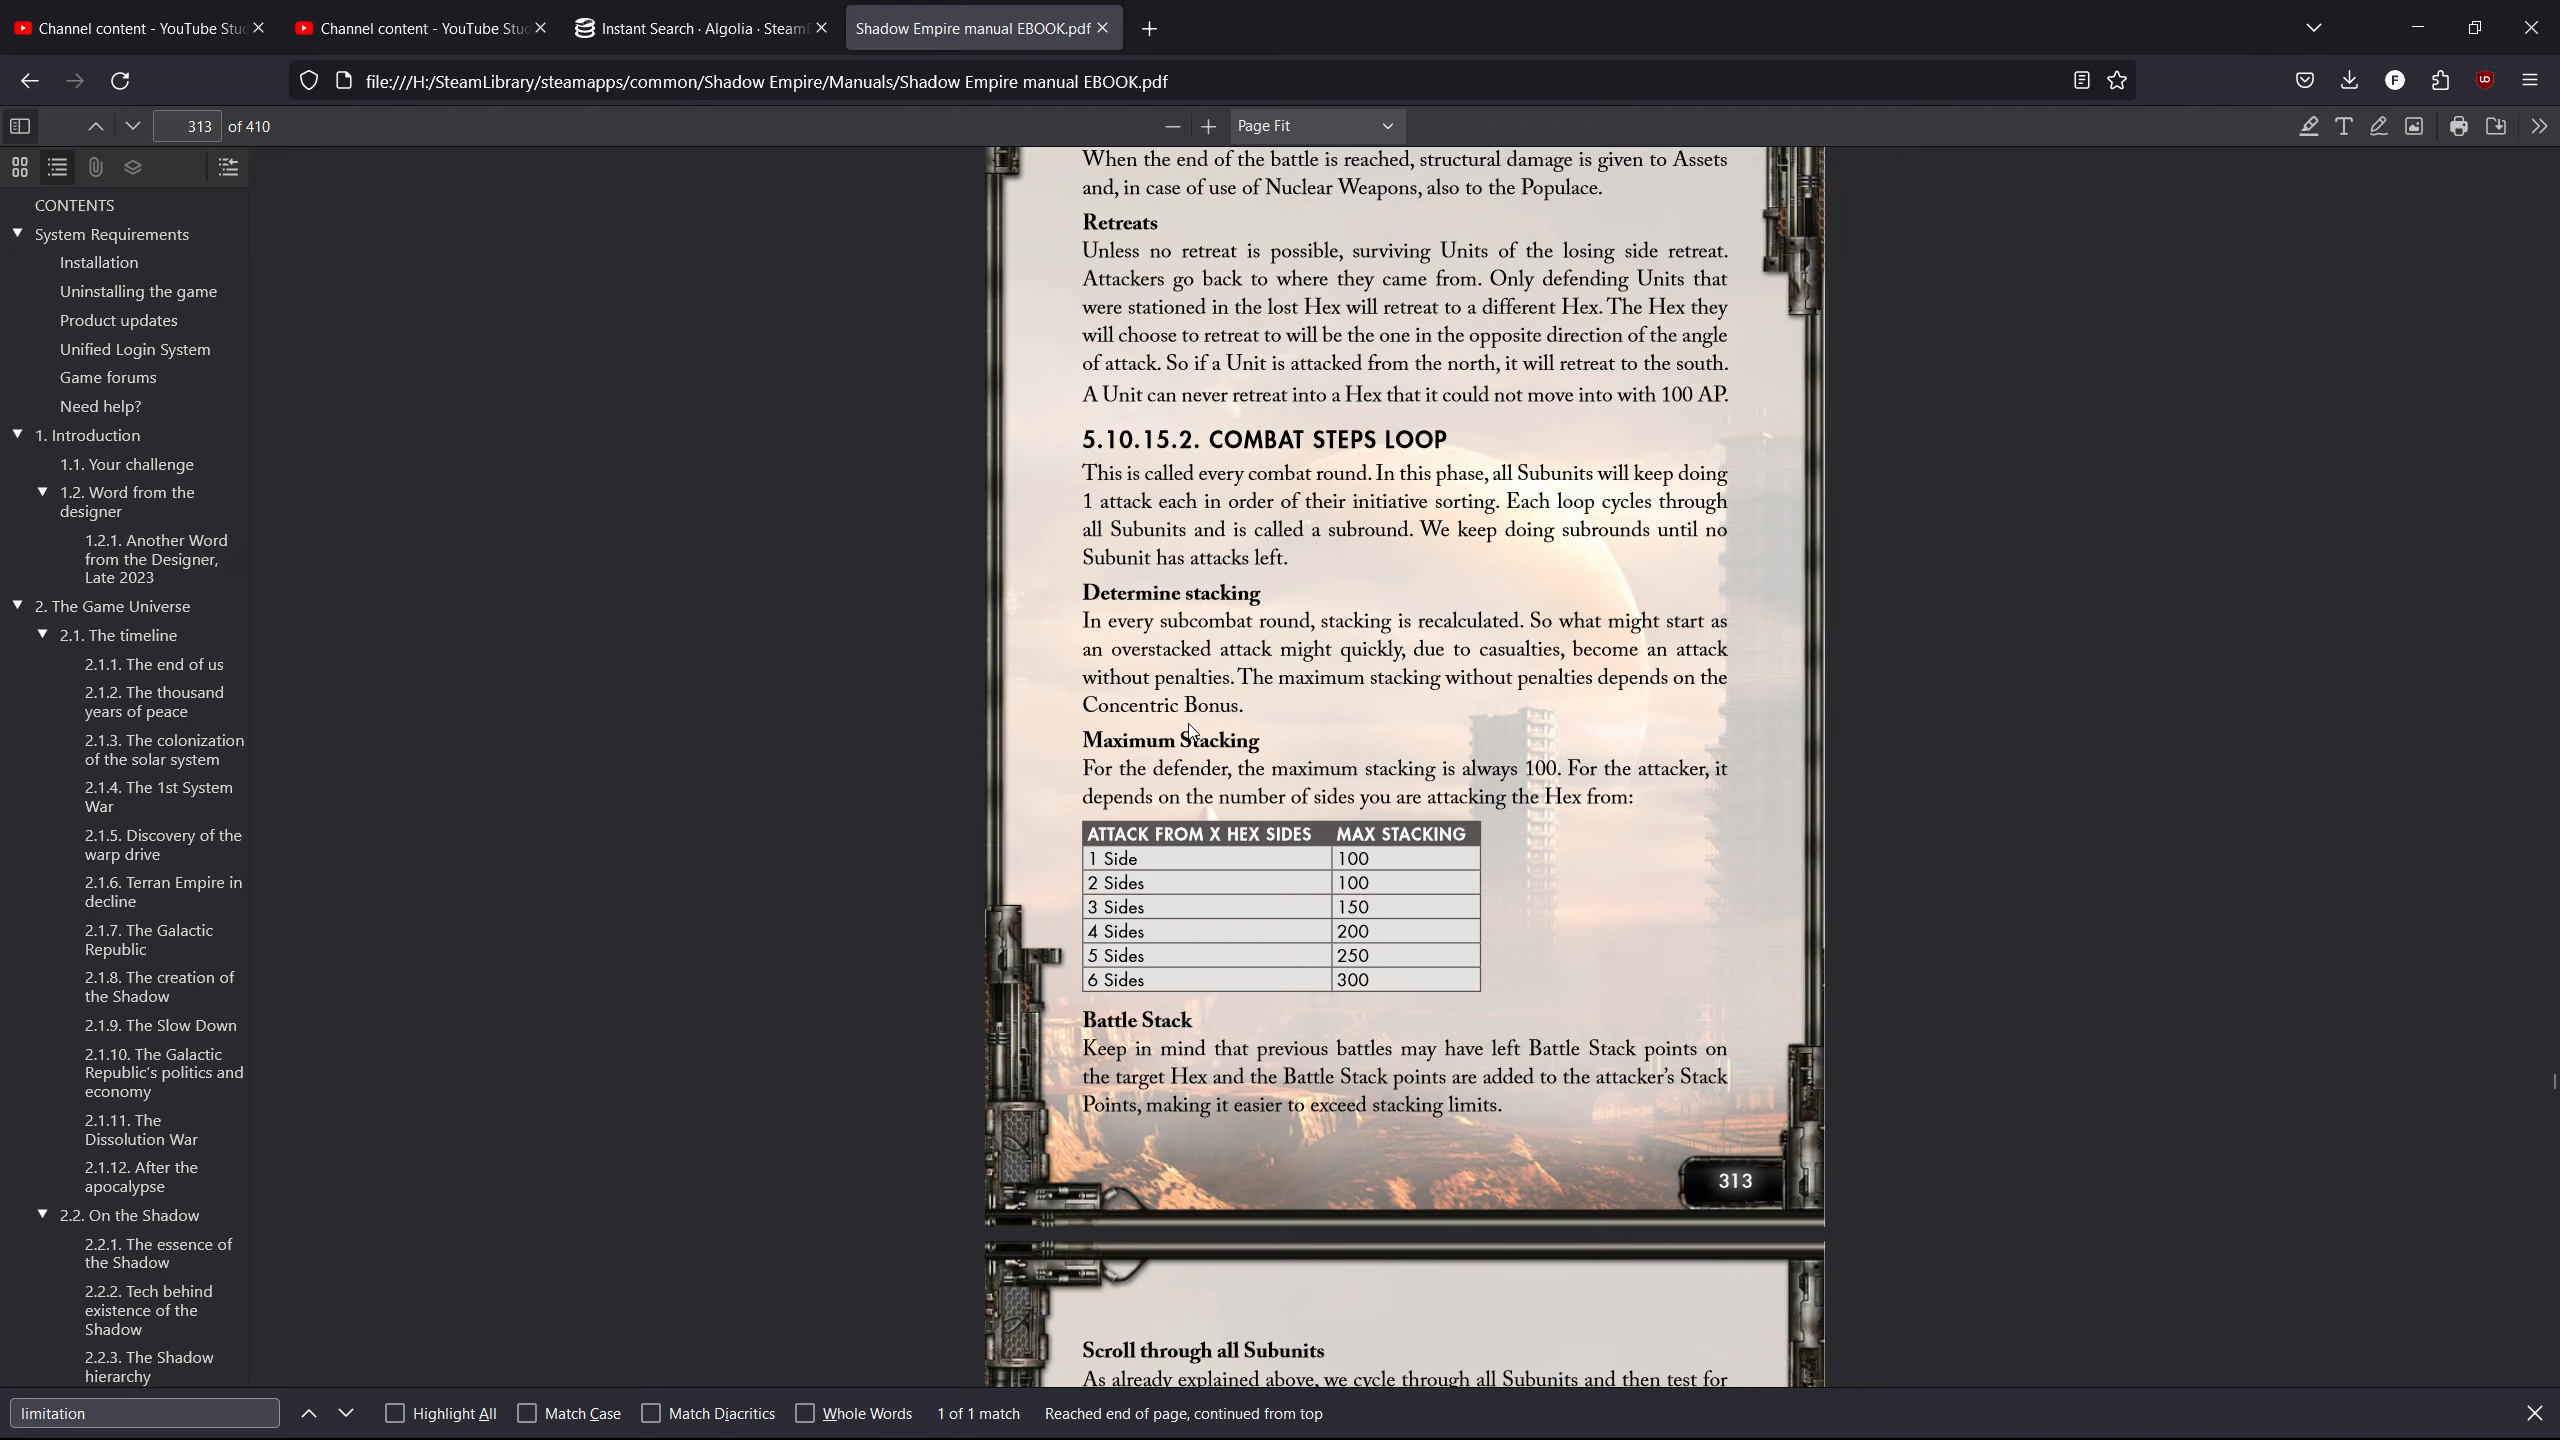 Channel content - YouTube Stu
Channel content - YouTube Stu
Instant Search · Algolia · Steam
Shadow Empire manual EBOOK.pdf
file:///H:/SteamLibrary/steamapps/common/Shadow Empire/Manuals/Shadow Empire manual EBOOK.pdf
F
313 of 410
Page Fit
CONTENTS
System Requirements
Installation
Uninstalling the game
Product updates
Unified Login System
Game forums
Need help?
1. Introduction
1.1. Your challenge
1.2. Word from the
designer
1.2.1. Another Word
from the Designer,
Late 2023
2. The Game Universe
2.1. The timeline
2.1.1. The end of us
2.1.2. The thousand
years of peace
2.1.3. The colonization
of the solar system
2.1.4. The 1st System
War
2.1.5. Discovery of the
warp drive
2.1.6. Terran Empire in
decline
2.1.7. The Galactic
Republic
2.1.8. The creation of
the Shadow
2.1.9. The Slow Down
2.1.10. The Galactic
Republic's politics and
economy
2.1.11. The
Dissolution War
2.1.12. After the
apocalypse
2.2. On the Shadow
2.2.1. The essence of
the Shadow
2.2.2. Tech behind
existence of the
Shadow
2.2.3. The Shadow
hierarchy
When the end of the battle is reached, structural damage is given to Assets
and, in case of use of Nuclear Weapons, also to the Populace.
Retreats
Unless no retreat is possible, surviving Units of the losing side retreat.
Attackers go back to where they came from. Only defending Units that
were stationed in the lost Hex will retreat to a different Hex. The Hex they
will choose to retreat to will be the one in the opposite direction of the angle
of attack. So if a Unit is attacked from the north, it will retreat to the south.
A Unit can never retreat into a Hex that it could not move into with 100 AP.
5.10.15.2. COMBAT STEPS LOOP
This is called every combat round. In this phase, all Subunits will keep doing
1 attack each in order of their initiative sorting. Each loop cycles through
all Subunits and is called a subround. We keep doing subrounds until no
Subunit has attacks left.
Determine stacking
In every subcombat round, stacking is recalculated. So what might start as
an overstacked attack might quickly, due to casualties, become an attack
without penalties. The maximum stacking without penalties depends on the
Concentric Bonus.
Maximum Stacking
For the defender, the maximum stacking is always 100. For the attacker, it
depends on the number of sides you are attacking the Hex from:
ATTACK FROM X HEX SIDES MAX STACKING
1 Side 100
2 Sides 100
3 Sides 150
4 Sides 200
5 Sides 250
6 Sides 300
Battle Stack
Keep in mind that previous battles may have left Battle Stack points on
the target Hex and the Battle Stack points are added to the attacker's Stack
Points, making it easier to exceed stacking limits.
313
Scroll through all Subunits
As already explained above, we cycle through all Subunits and then test for
limitation
Highlight All
Match Case
Match Diacritics
Whole Words
1 of 1 match
Reached end of page, continued from top